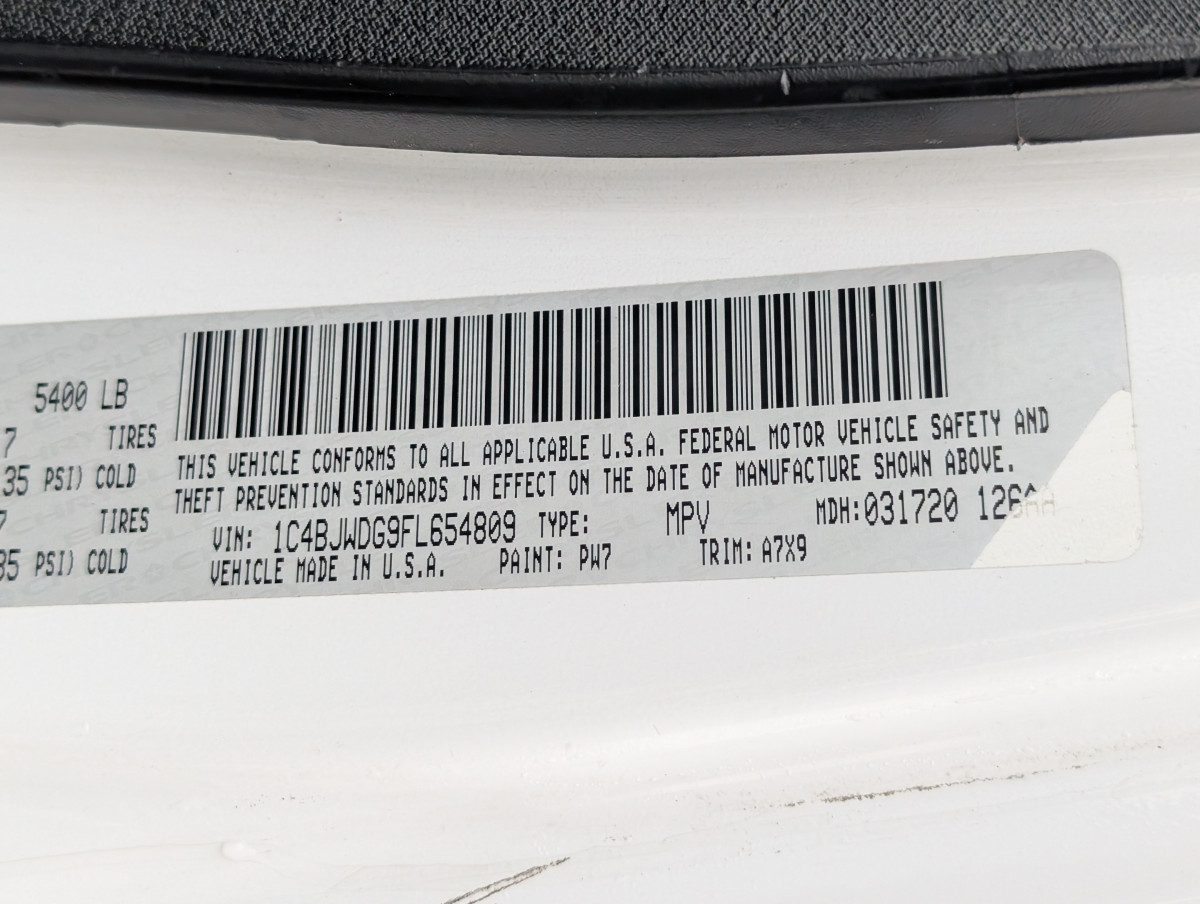 5400 LB
7 TIRES
35 PSI) COLD
7 TIRES
35 PSI) COLD
THIS VEHICLE CONFORMS TO ALL APPLICABLE U.S.A. FEDERAL MOTOR VEHICLE SAFETY AND
THEFT PREVENTION STANDARDS IN EFFECT ON THE DATE OF MANUFACTURE SHOWN ABOVE.
VIN: 1C4BJWDG9FL654809 TYPE: MPV MDH:031720 126AA
VEHICLE MADE IN U.S.A. PAINT: PW7 TRIM: A7X9